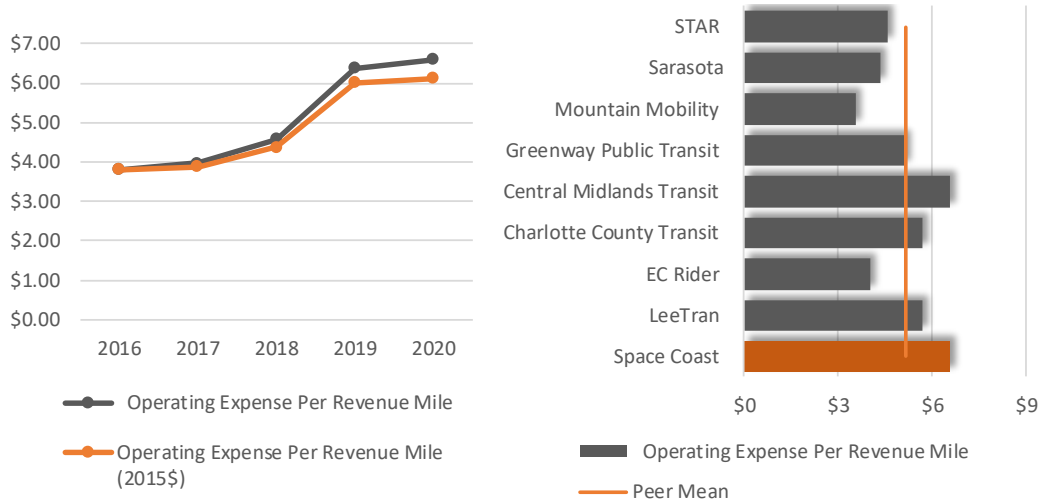 $7.00
$6.00
$5.00
$4.00
$3.00
$2.00
$1.00
$0.00
2016 2017 2018 2019 2020
Operating Expense Per Revenue Mile
Operating Expense Per Revenue Mile
(2015$)
STAR
Sarasota
Mountain Mobility
Greenway Public Transit
Central Midlands Transit
Charlotte County Transit
EC Rider
LeeTran
Space Coast
$0 $3 $6 $9
Operating Expense Per Revenue Mile
Peer Mean